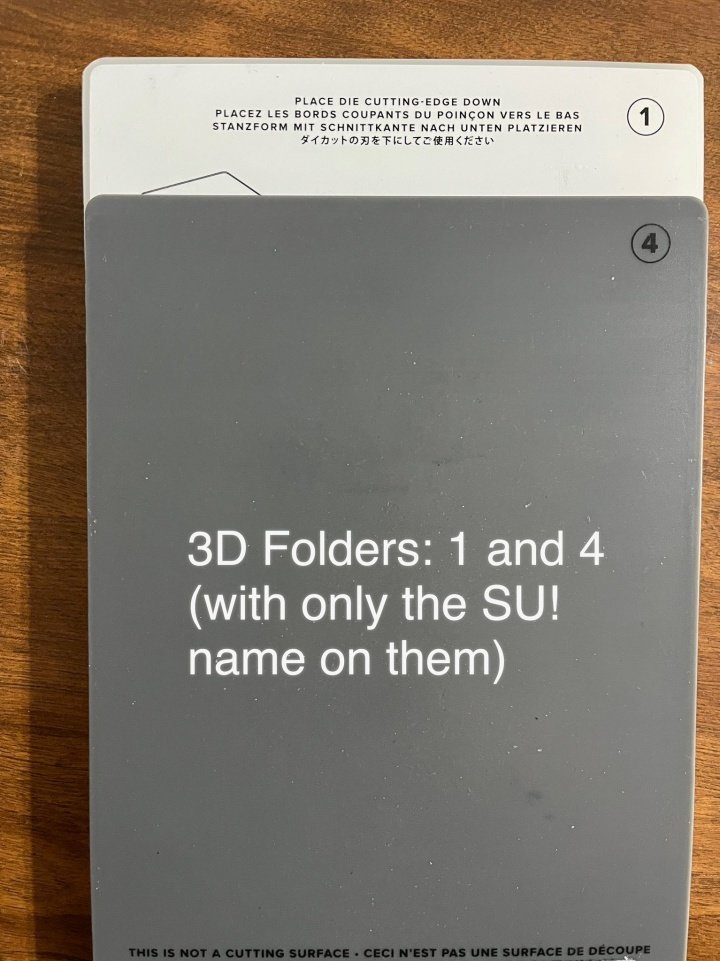 PLACE DIE CUTTING-EDGE DOWN
PLACEZ LES BORDS COUPANTS DU POINÇON VERS LE BAS
STANZFORM MIT SCHNITTKANTE NACH UNTEN PLATZIEREN
ダイカットの刃を下にしてご使用ください
1
4
3D Folders: 1 and 4
(with only the SU!
name on them)
THIS IS NOT A CUTTING SURFACE • CECI N'EST PAS UNE SURFACE DE DÉCOUPE